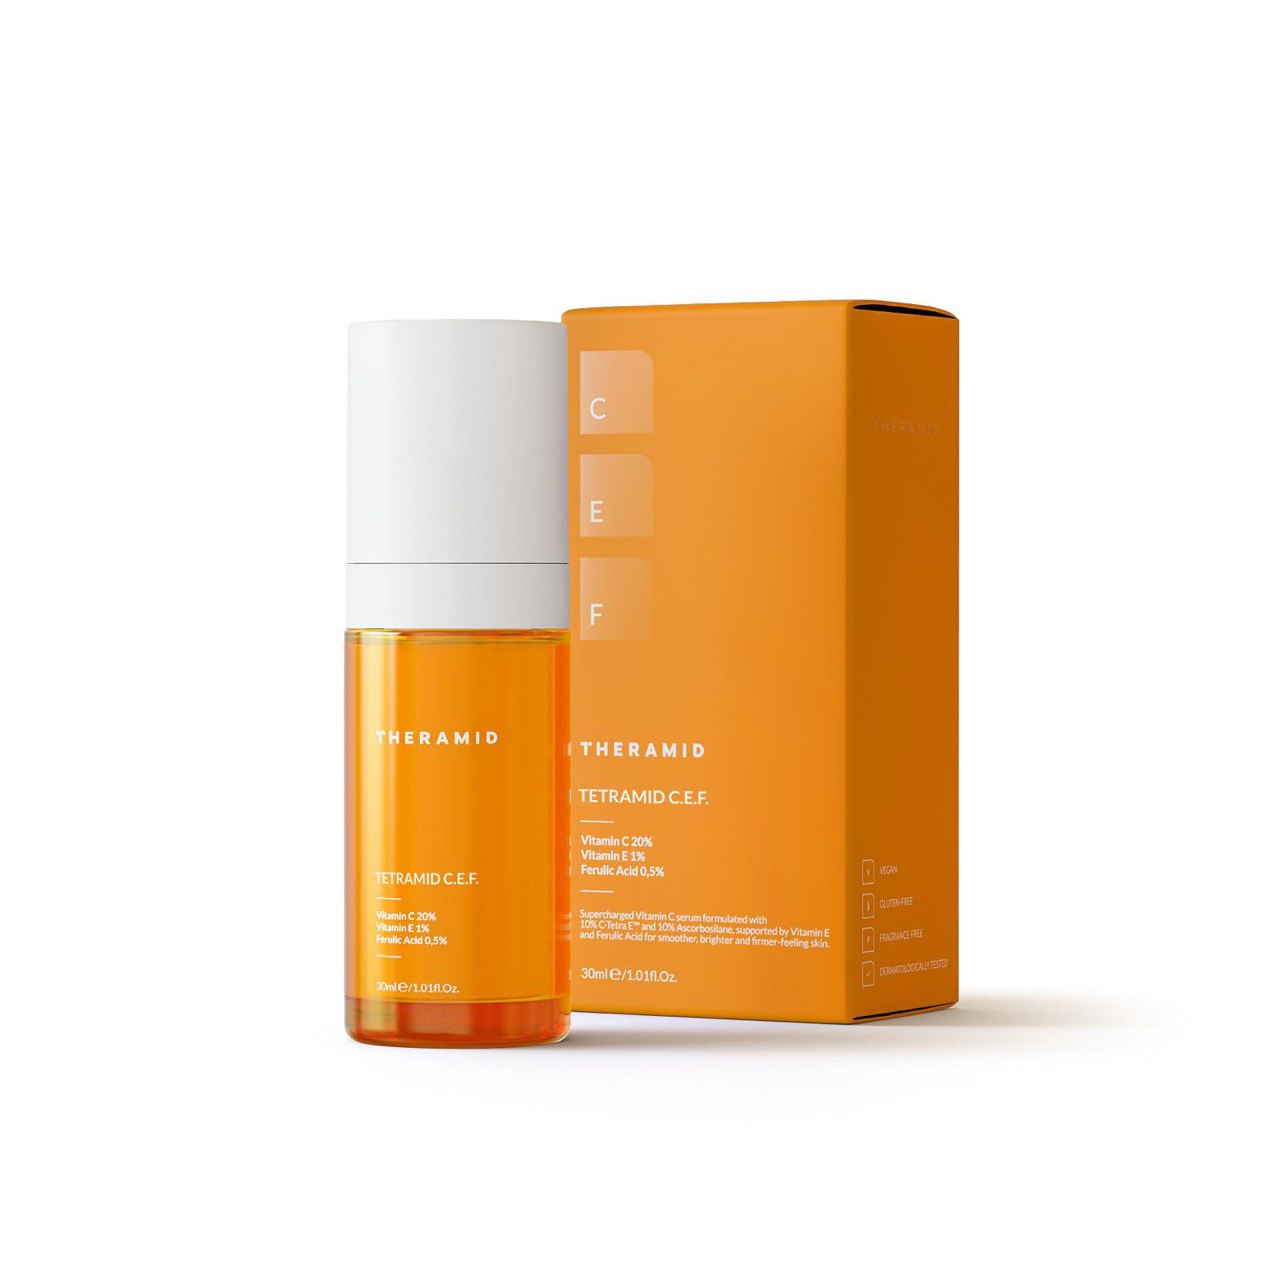 THERAMID
TETRAMID C.E.F.
Vitamin C 20%
Vitamin E 1%
Ferulic Acid 0,5%
30ml℮/1.01fl.Oz.
C
E
F
THERAMID
TETRAMID C.E.F.
Vitamin C 20%
Vitamin E 1%
Ferulic Acid 0,5%
Supercharged Vitamin C serum formulated with
10% C-Tetra E™ and 10% Ascorbosilane, supported by Vitamin E
and Ferulic Acid for smoother, brighter and firmer-feeling skin.
30ml℮/1.01fl.Oz.
THERAMID
V VEGAN
GLUTEN-FREE
F FRAGRANCE-FREE
DERMATOLOGICALLY TESTED